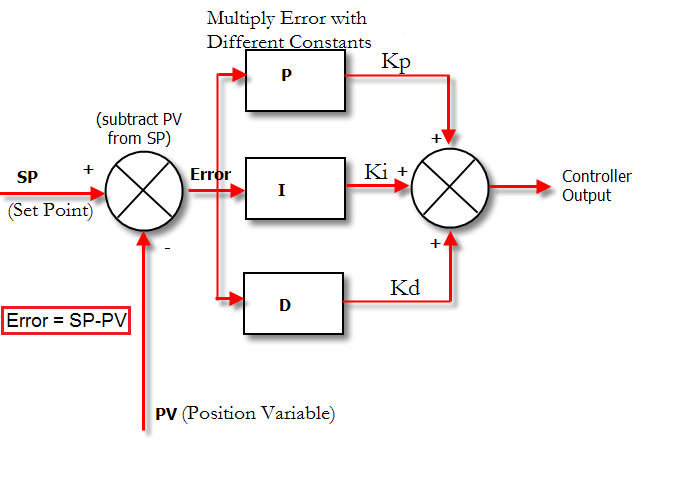 Multiply Error with
Different Constants
P
Kp
(subtract PV
from SP)
+
+
SP
Error
I
Ki +
Controller
Output
(Set Point)
-
+
D
Kd
Error = SP-PV
PV (Position Variable)